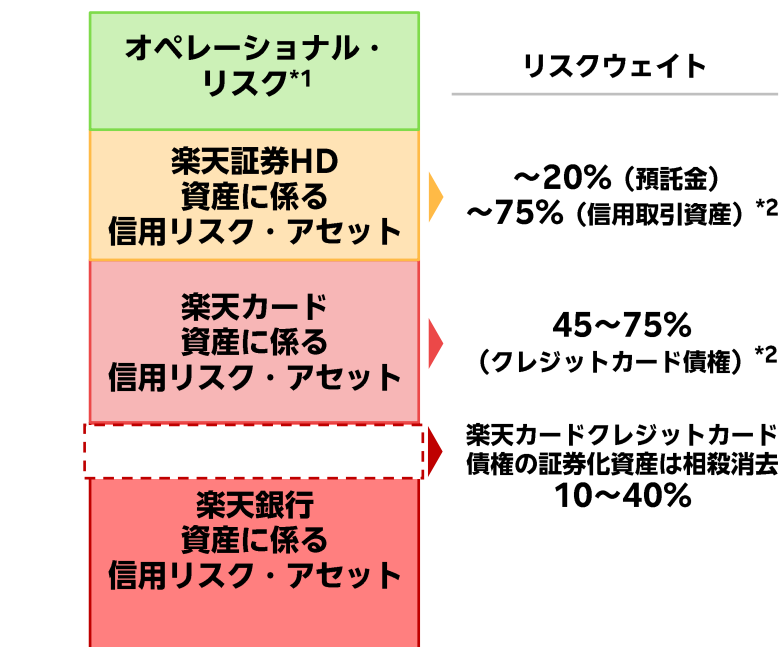 オペレーショナル・
リスク*1
リスクウェイト
楽天証券HD
資産に係る
信用リスク・アセット
～20%（預託金）
～75%（信用取引資産）*2
楽天カード
資産に係る
信用リスク・アセット
45～75%
（クレジットカード債権）*2
楽天カードクレジットカード
債権の証券化資産は相殺消去
10～40%
楽天銀行
資産に係る
信用リスク・アセット